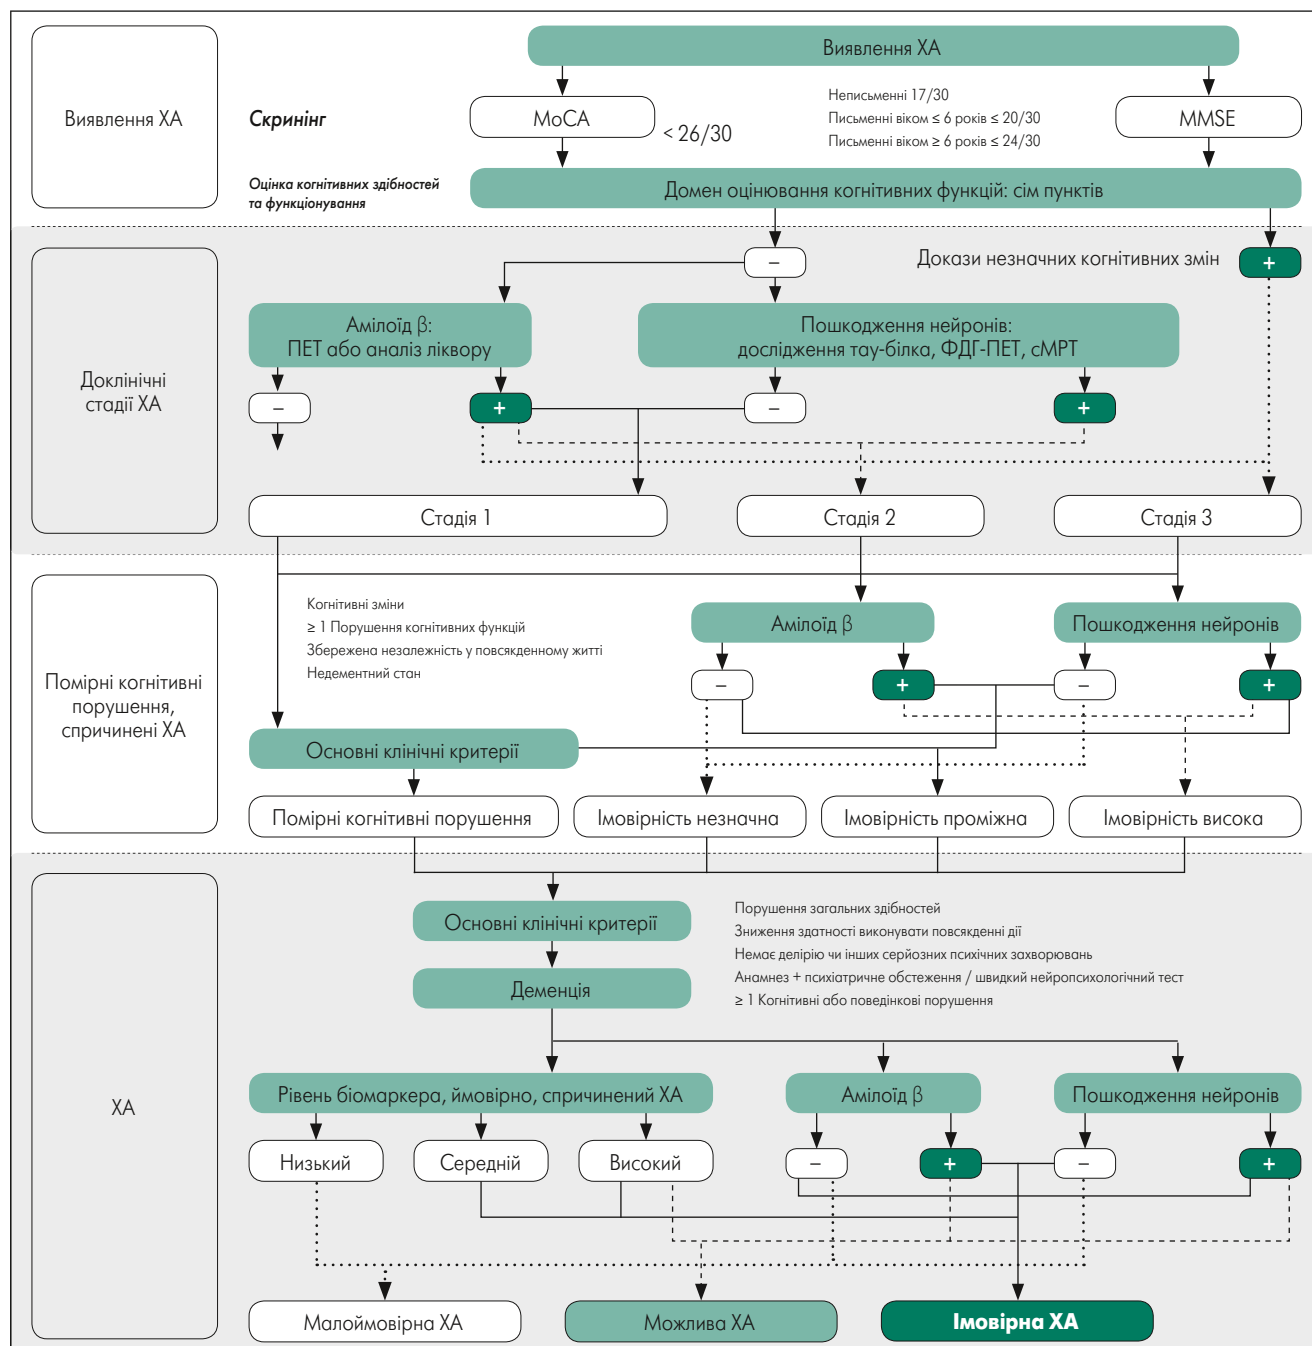 Виявлення ХА
Виявлення ХА
Скринінг
MoCA
< 26/30
Неписьменні 17/30
Письменні віком ≤ 6 років ≤ 20/30
Письменні віком ≥ 6 років ≤ 24/30
MMSE
Оцінка когнітивних здібностей
та функціонування
Домен оцінювання когнітивних функцій: сім пунктів
Доклінічні
стадії ХА
–
Докази незначних когнітивних змін
+
Амілоїд β:
ПЕТ або аналіз ліквору
Пошкодження нейронів:
дослідження тау-білка, ФДГ-ПЕТ, сМРТ
–
+
–
+
Стадія 1
Стадія 2
Стадія 3
Помірні когнітивні
порушення,
спричинені ХА
Когнітивні зміни
≥ 1 Порушення когнітивних функцій
Збережена незалежність у повсякденному житті
Недементний стан
Амілоїд β
Пошкодження нейронів
–
+
–
+
Основні клінічні критерії
Помірні когнітивні порушення
Імовірність незначна
Імовірність проміжна
Імовірність висока
ХА
Основні клінічні критерії
Деменція
Порушення загальних здібностей
Зниження здатності виконувати повсякденні дії
Немає делірію чи інших серйозних психічних захворювань
Анамнез + психіатричне обстеження / швидкий нейропсихологічний тест
≥ 1 Когнітивні або поведінкові порушення
Рівень біомаркера, ймовірно, спричинений ХА
Амілоїд β
Пошкодження нейронів
Низький
Середній
Високий
–
+
–
+
Малоймовірна ХА
Можлива ХА
Імовірна ХА